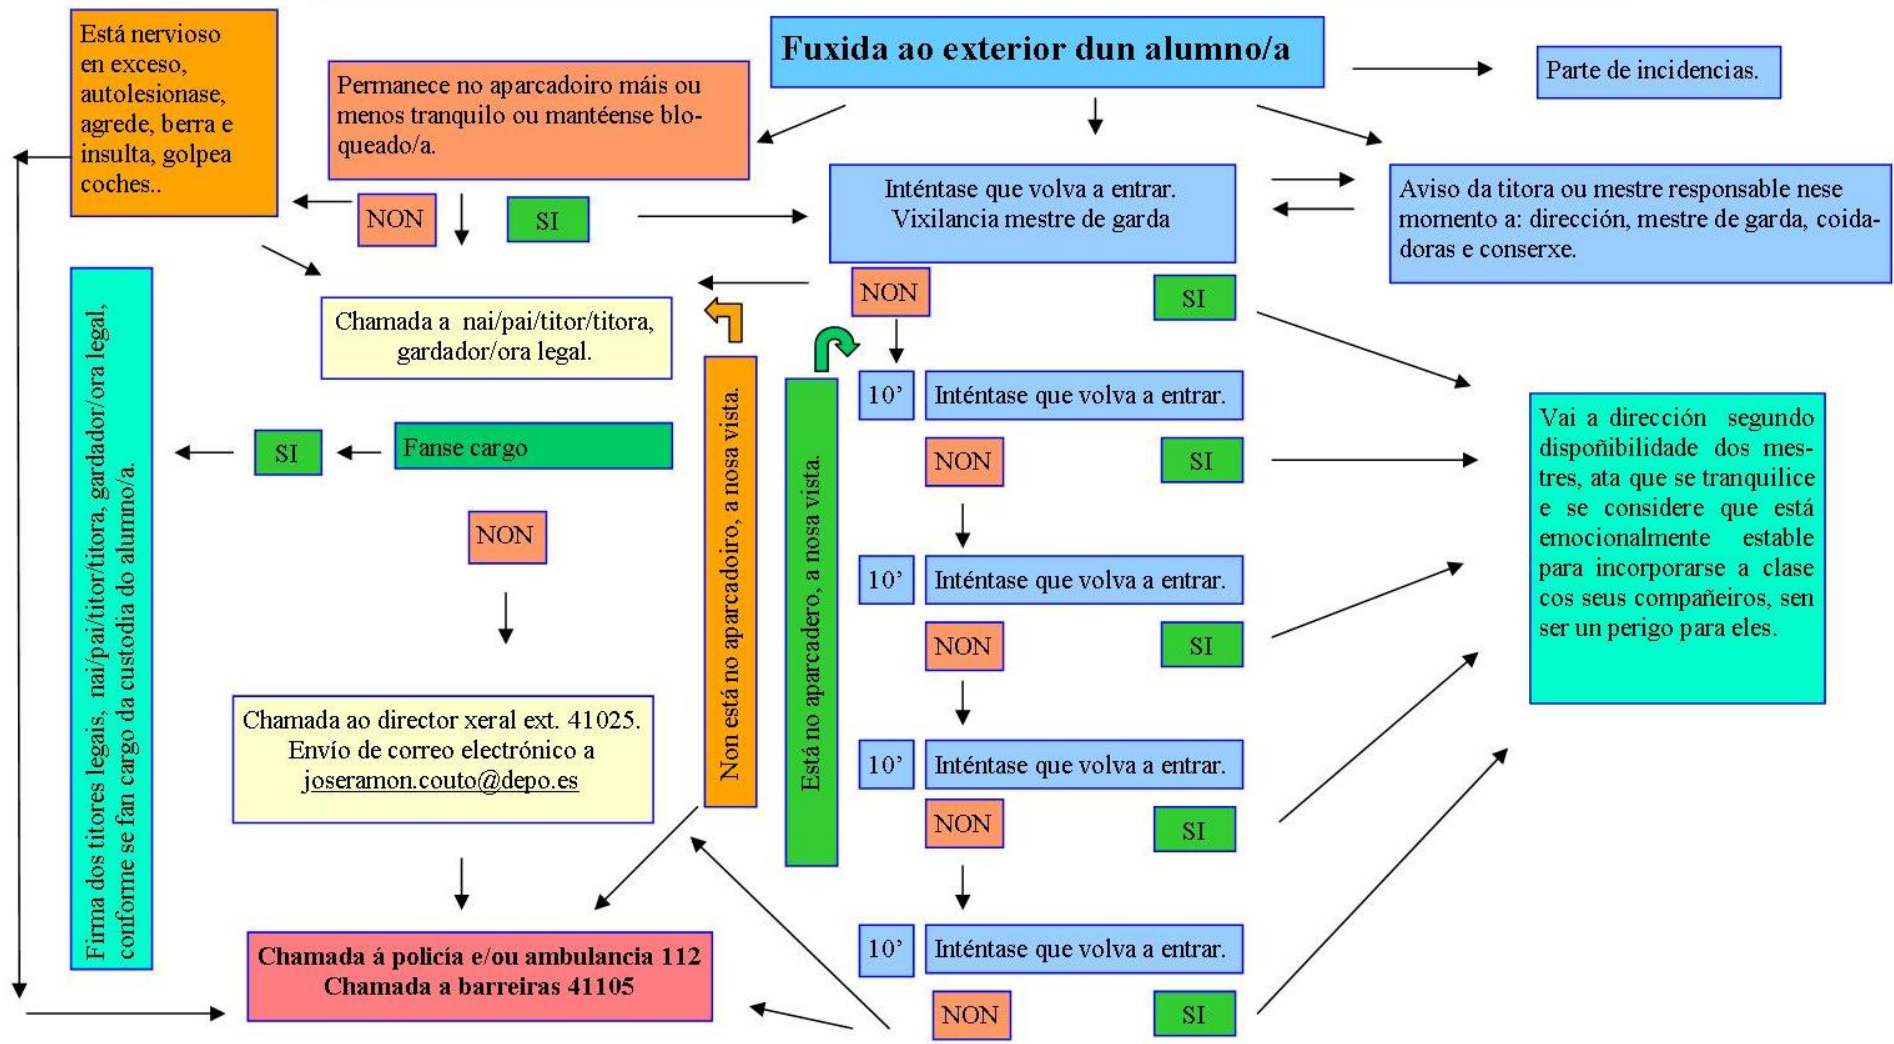 Fuxida ao exterior dun alumno/a
Parte de incidencias.
Está nervioso
en exceso,
autolesionase,
agrede, berra e
insulta, golpea
coches..
Permanece no aparcadoiro máis ou
menos tranquilo ou mantéense blo-
queado/a.
NON
SI
Inténtase que volva a entrar.
Vixilancia mestre de garda
Aviso da titora ou mestre responsable nese
momento a: dirección, mestre de garda, coida-
doras e conserxe.
NON
SI
Chamada a nai/pai/titor/titora,
gardador/ora legal.
Fanse cargo
SI
NON
Firma dos titores legais, nai/pai/titor/titora, gardador/ora legal,
conforme se fan cargo da custodia do alumno/a.
Chamada ao director xeral ext. 41025.
Envío de correo electrónico a
joseramon.couto@depo.es
Chamada á policía e/ou ambulancia 112
Chamada a barreiras 41105
Non está no aparcadoiro, a nosa vista.
Está no aparcadero, a nosa vista.
10’ Inténtase que volva a entrar.
NON
SI
10’ Inténtase que volva a entrar.
NON
SI
10’ Inténtase que volva a entrar.
NON
SI
10’ Inténtase que volva a entrar.
NON
SI
Vai a dirección segundo
dispoñibilidade dos mes-
tres, ata que se tranquilice
e se considere que está
emocionalmente estable
para incorporarse a clase
cos seus compañeiros, sen
ser un perigo para eles.